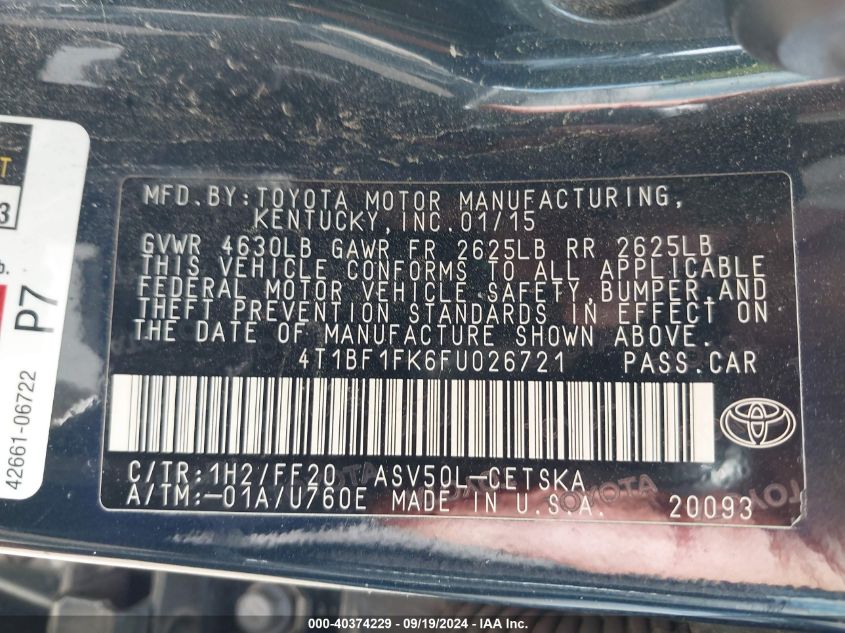 T
3
P7
42661-06722
MFD.BY:TOYOTA MOTOR MANUFACTURING,
KENTUCKY,INC.01/15
GVWR 4630LB GAWR FR 2625LB RR 2625LB
THIS VEHICLE CONFORMS TO ALL APPLICABLE
FEDERAL MOTOR VEHICLE SAFETY,BUMPER,AND
THEFT PREVENTION STANDARDS IN EFFECT ON
THE DATE OF MANUFACTURE SHOWN ABOVE.
4T1BF1FK6FU026721 PASS.CAR
C/TR:1H2/FF20 ASV50L-CETSKA
A/TM:-01A/U760E MADE IN U.S.A. 20093
TOYOTA
000-40374229 - 09/19/2024 - IAA, Inc.